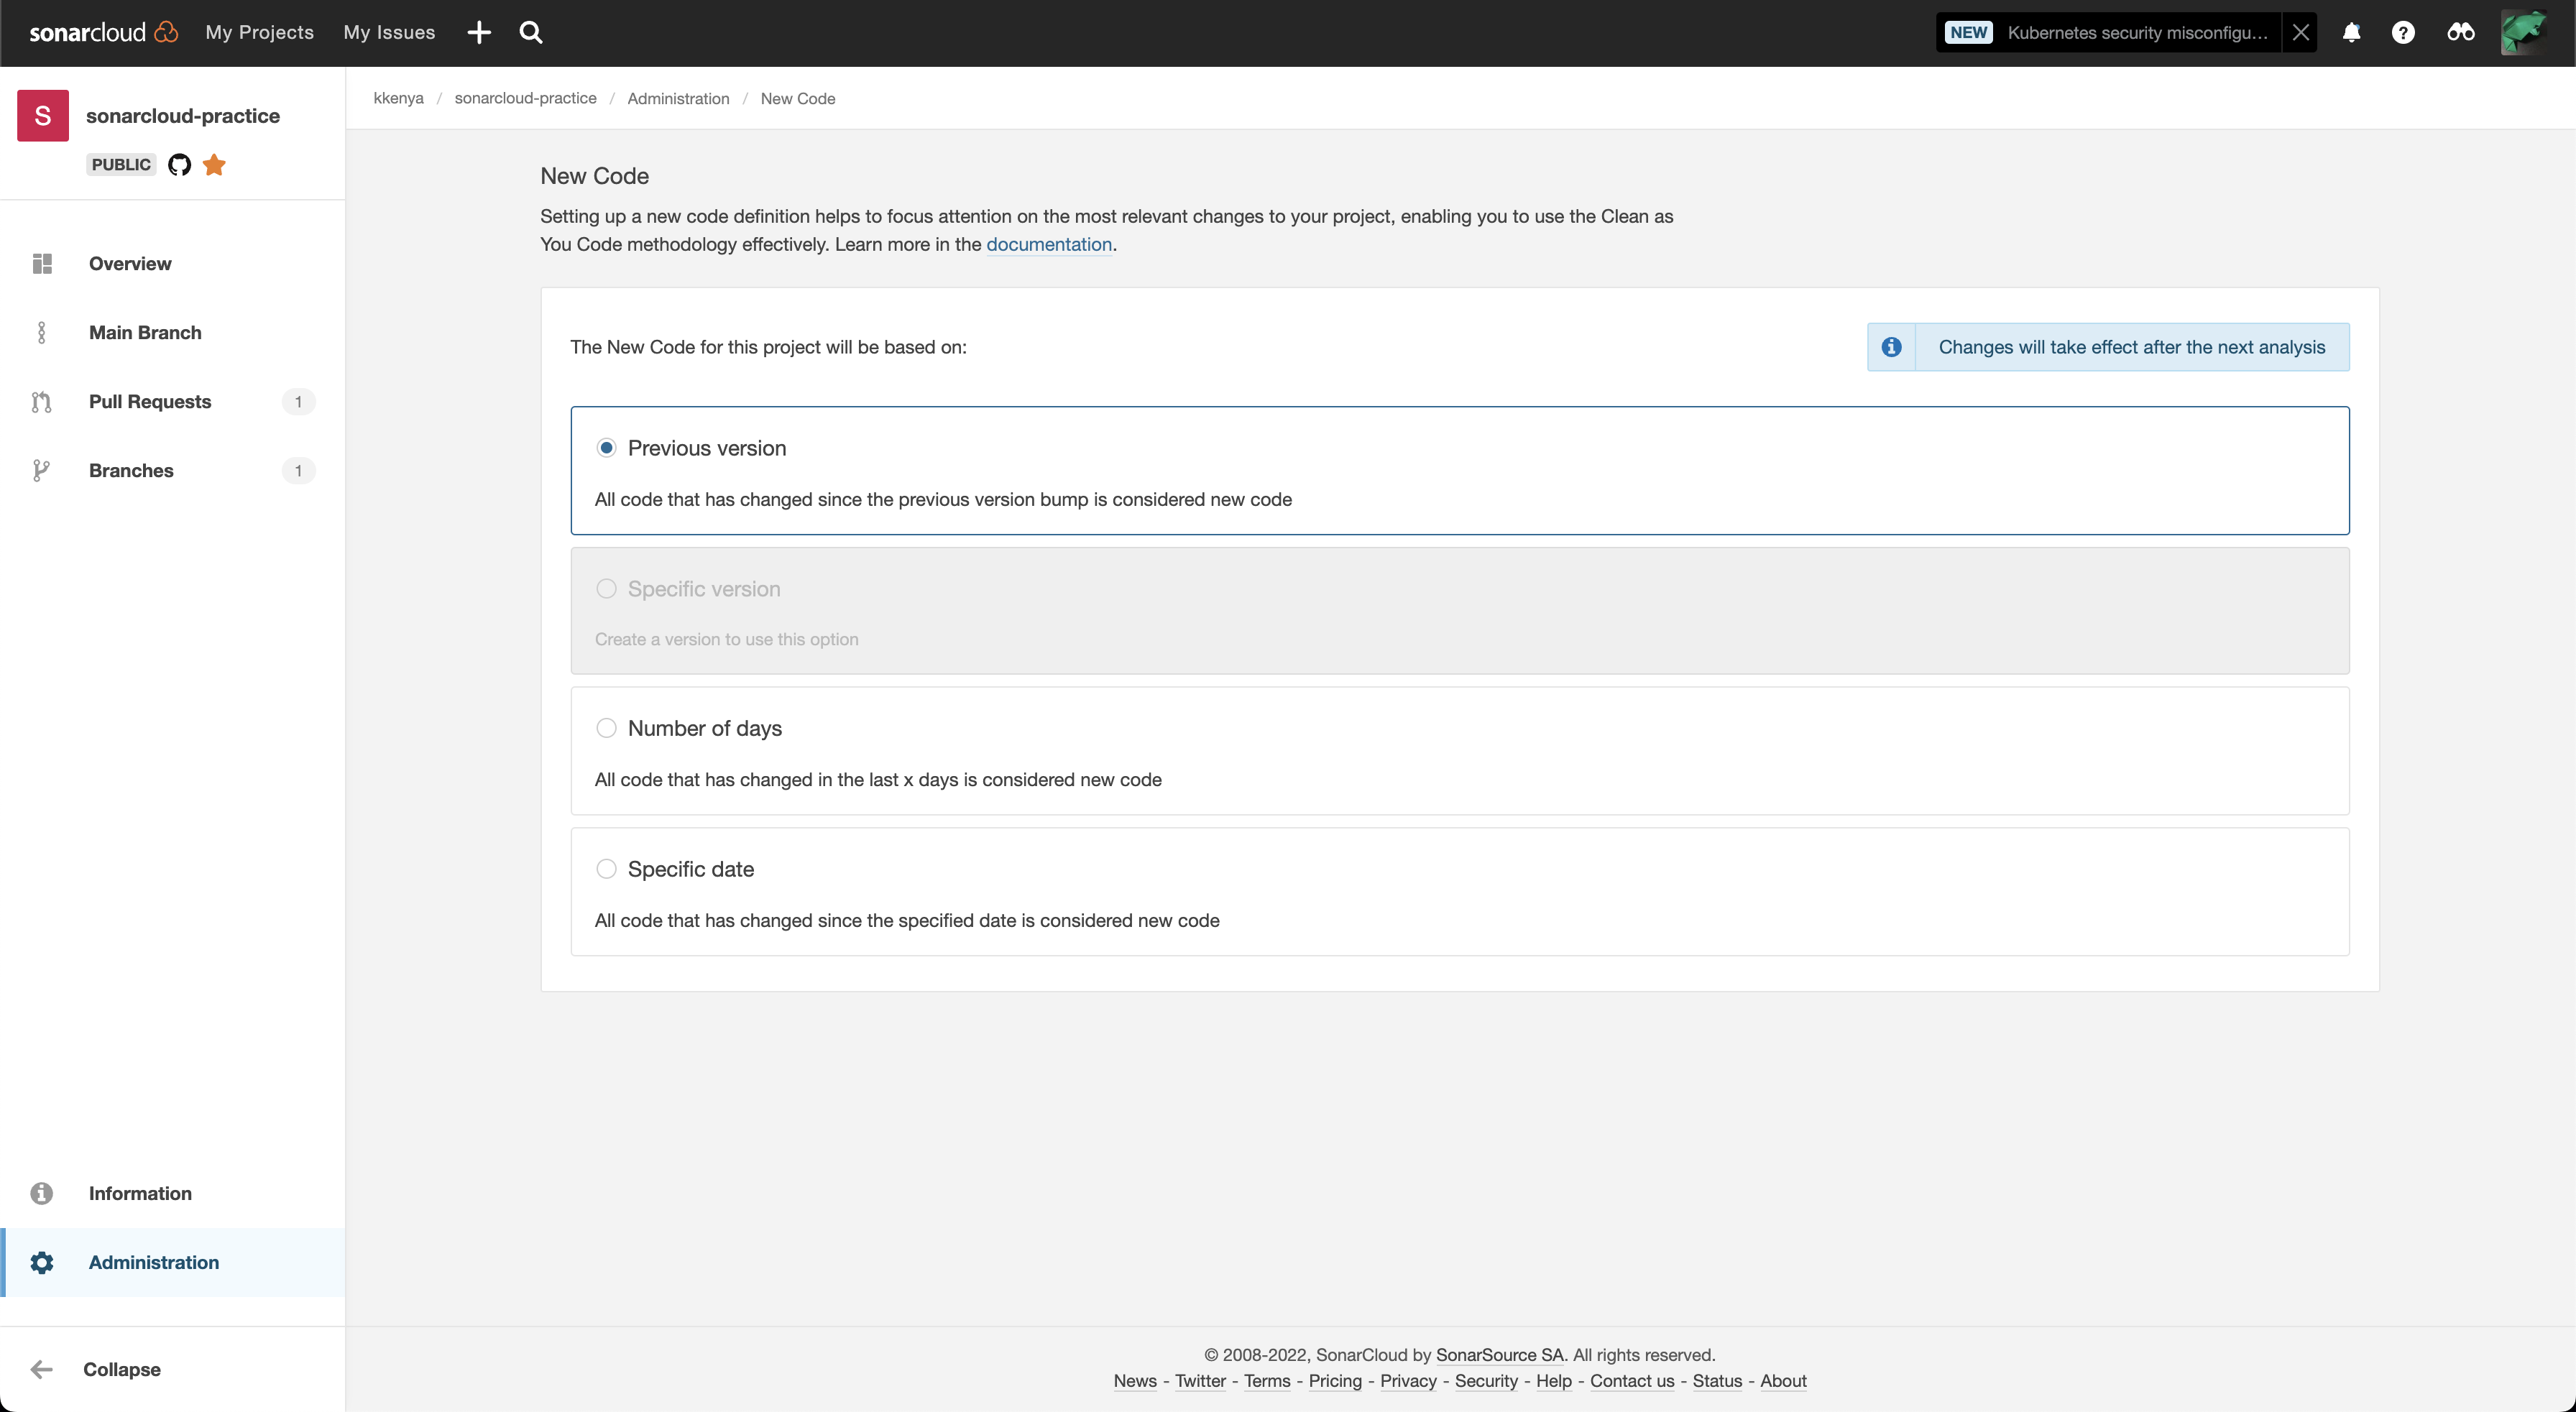 sonarcloud My Projects My Issues NEW Kubernetes security misconfigu...
S sonarcloud-practice
PUBLIC
Overview
Main Branch
Pull Requests 1
Branches 1
Information
Administration
Collapse
kkenya / sonarcloud-practice / Administration / New Code
New Code
Setting up a new code definition helps to focus attention on the most relevant changes to your project, enabling you to use the Clean as
You Code methodology effectively. Learn more in the documentation.
The New Code for this project will be based on:
Changes will take effect after the next analysis
Previous version
All code that has changed since the previous version bump is considered new code
Specific version
Create a version to use this option
Number of days
All code that has changed in the last x days is considered new code
Specific date
All code that has changed since the specified date is considered new code
© 2008-2022, SonarCloud by SonarSource SA. All rights reserved.
News - Twitter - Terms - Pricing - Privacy - Security - Help - Contact us - Status - About